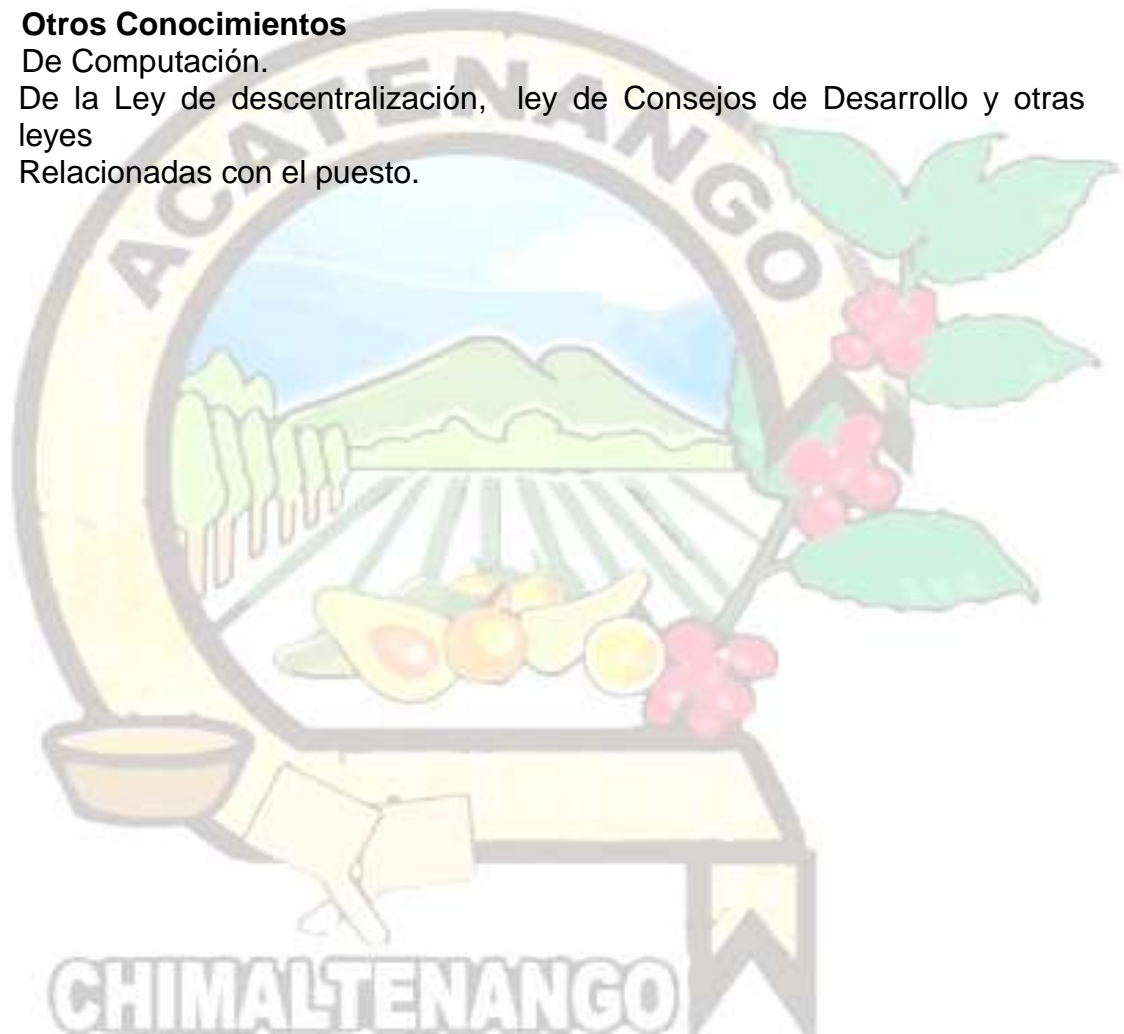 Otros Conocimientos
De Computación.
De la Ley de descentralización, ley de Consejos de Desarrollo y otras
leyes
Relacionadas con el puesto.
ACATENANGO
CHIMALTENANGO